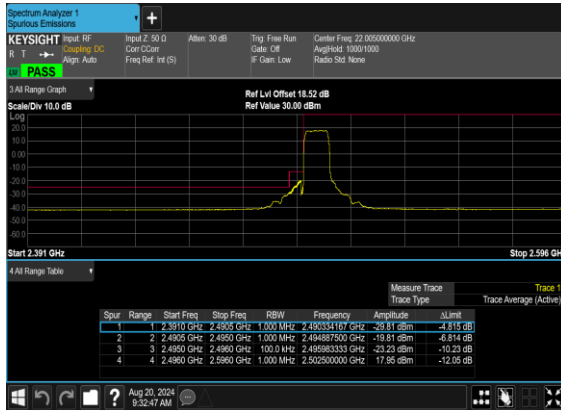 Spectrum Analyzer 1
Spurious Emissions
+
KEYSIGHT Input: RF Input Z: 50 Ω Atten: 30 dB Trig: Free Run Center Freq: 22.005000000 GHz
R T Coupling: DC Corr CCorr Gate: Off Avg|Hold: 1000/1000
Align: Auto Freq Ref: Int (S) IF Gain: Low Radio Std: None
PASS
3 All Range Graph
Ref Lvl Offset 18.52 dB
Scale/Div 10.0 dB Ref Value 30.00 dBm
Log
20.0
10.0
0.00
-10.0
-20.0
-30.0
-40.0
-50.0
-60.0
Start 2.391 GHz Stop 2.596 GH
4 All Range Table
Measure Trace Trace 1
Trace Type Trace Average (Active)
Spur Range Start Freq Stop Freq RBW Frequency Amplitude ΔLimit
1 1 2.3910 GHz 2.4905 GHz 1.000 MHz 2.490334167 GHz -29.81 dBm -4.815 dB
2 2 2.4905 GHz 2.4950 GHz 1.000 MHz 2.494887500 GHz -19.81 dBm -6.814 dB
3 3 2.4950 GHz 2.4960 GHz 100.0 kHz 2.495983333 GHz -23.23 dBm -10.23 dB
4 4 2.4960 GHz 2.5960 GHz 1.000 MHz 2.502500000 GHz 17.95 dBm -12.05 dB
? Aug 20, 2024
9:32:47 AM